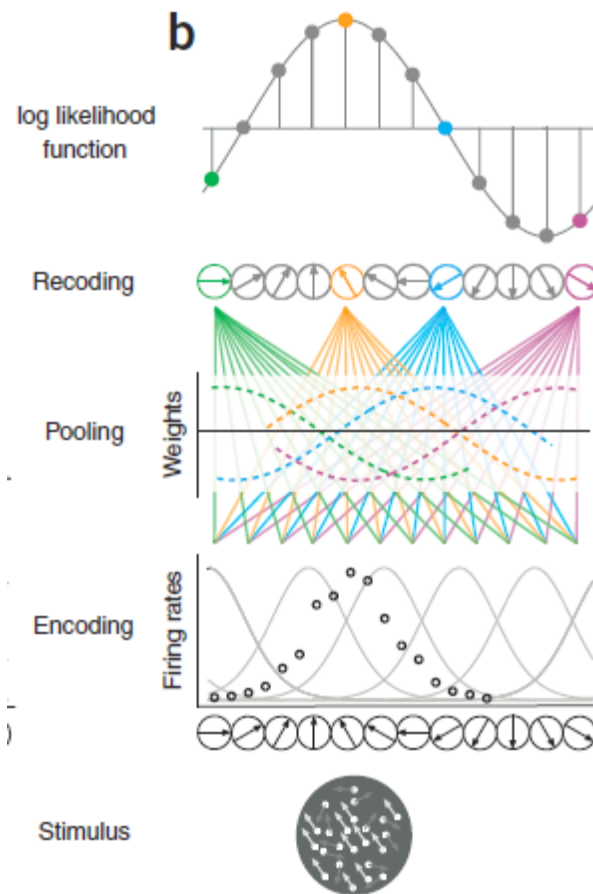 b
log likelihood
function
Recoding
Pooling
Weights
Encoding
Firing rates
Stimulus